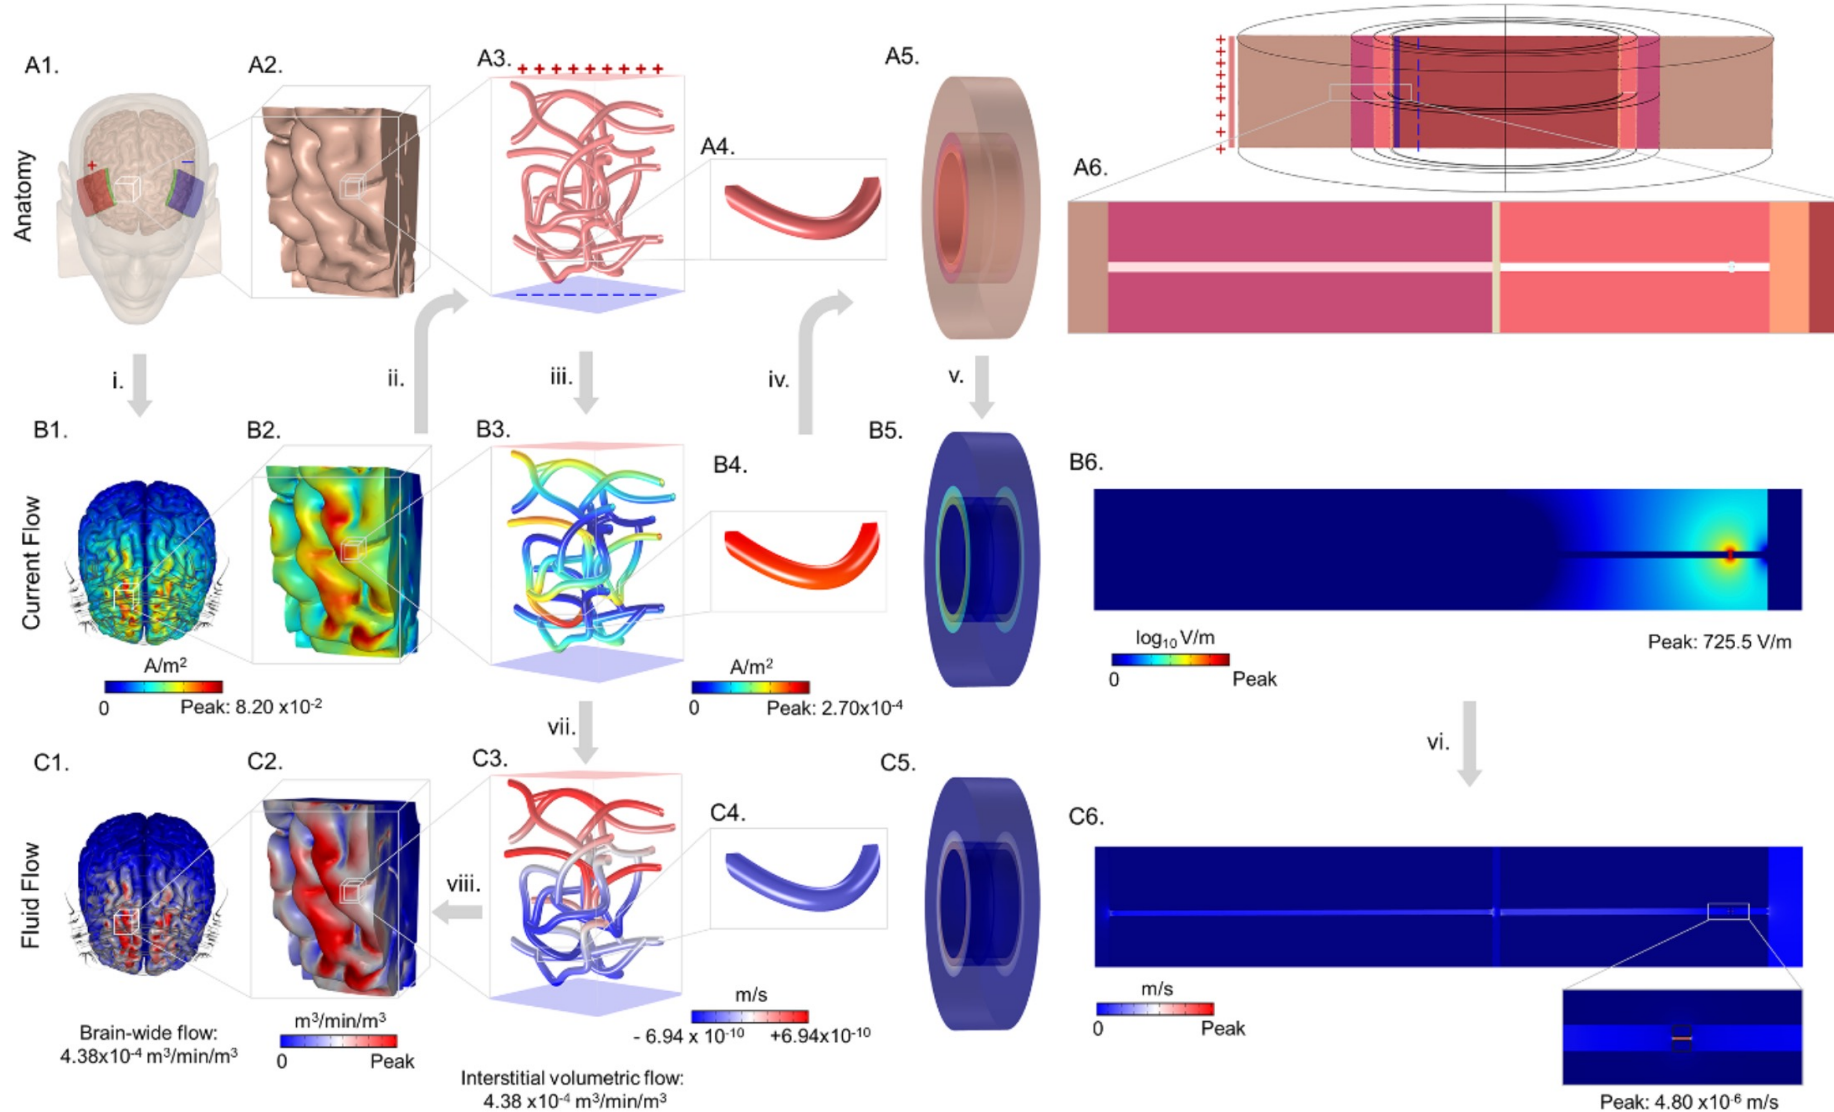 A1.
A2.
A3.
+ + + + + + + + +
A4.
A5.
A6.
+
−
Anatomy
i.
ii.
iii.
iv.
v.
B1.
B2.
B3.
B4.
B5.
B6.
Current Flow
A/m²
0 Peak: 8.20 x10⁻²
A/m²
0 Peak: 2.70x10⁻⁴
log₁₀ V/m
0 Peak
Peak: 725.5 V/m
vi.
vii.
viii.
C1.
C2.
C3.
C4.
C5.
C6.
Fluid Flow
Brain-wide flow:
4.38x10⁻⁴ m³/min/m³
m³/min/m³
0 Peak
m/s
- 6.94 x 10⁻¹⁰ +6.94x10⁻¹⁰
Interstitial volumetric flow:
4.38 x10⁻⁴ m³/min/m³
m/s
0 Peak
Peak: 4.80 x10⁻⁶ m/s